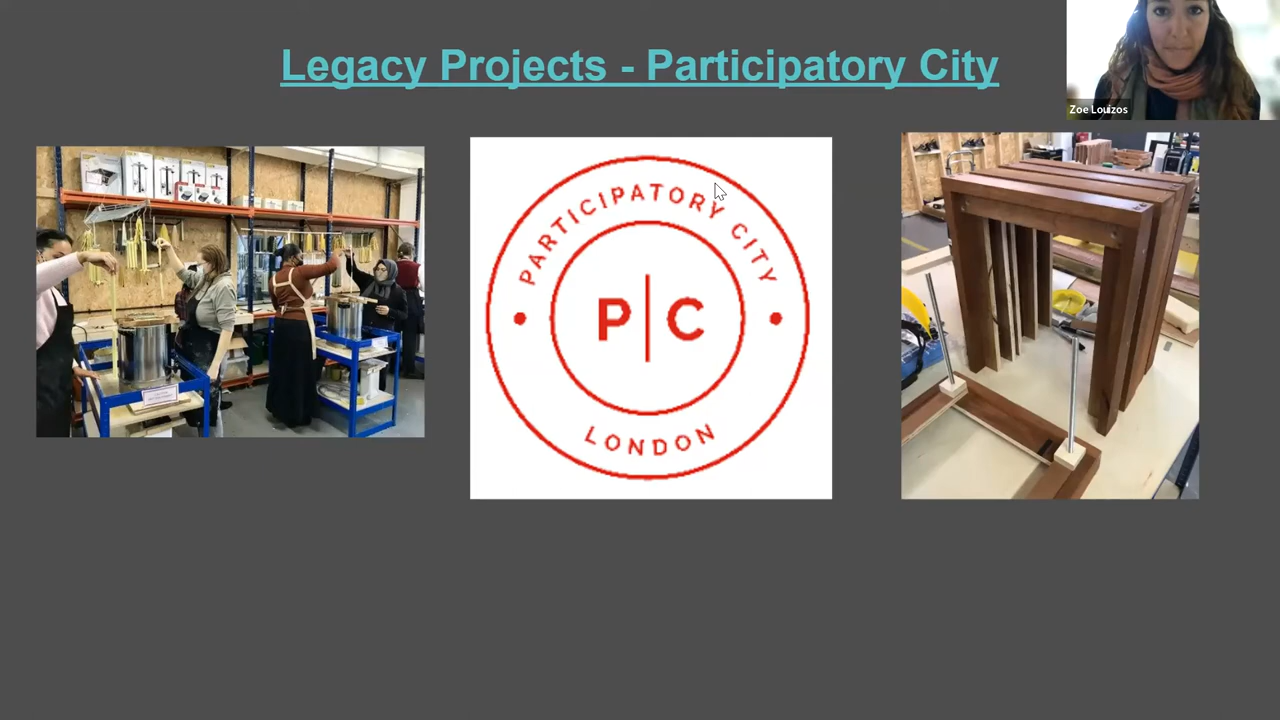 Legacy Projects - Participatory City
Zoe Louizos
PARTICIPATORY CITY
P|C
LONDON